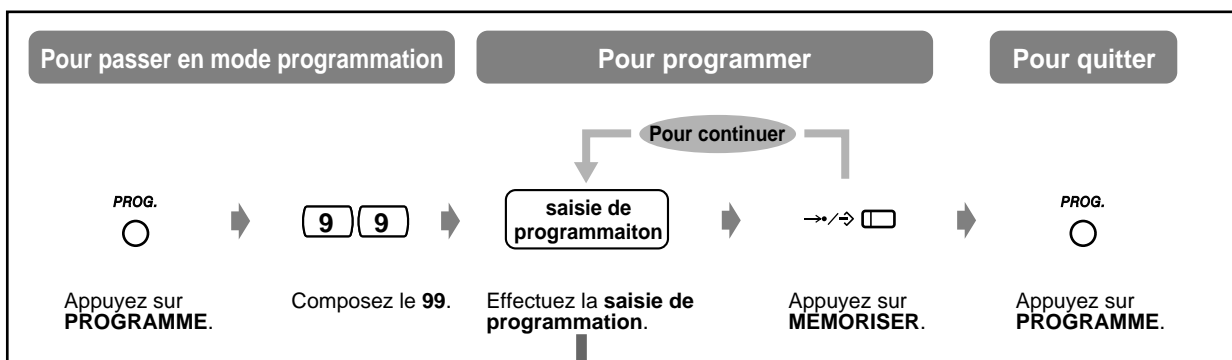 Pour passer en mode programmation
Pour programmer
Pour quitter
Pour continuer
PROG.
9 9
saisie de
programmaiton
PROG.
Appuyez sur
PROGRAMME.
Composez le 99.
Effectuez la saisie de
programmation.
Appuyez sur
MEMORISER.
Appuyez sur
PROGRAMME.